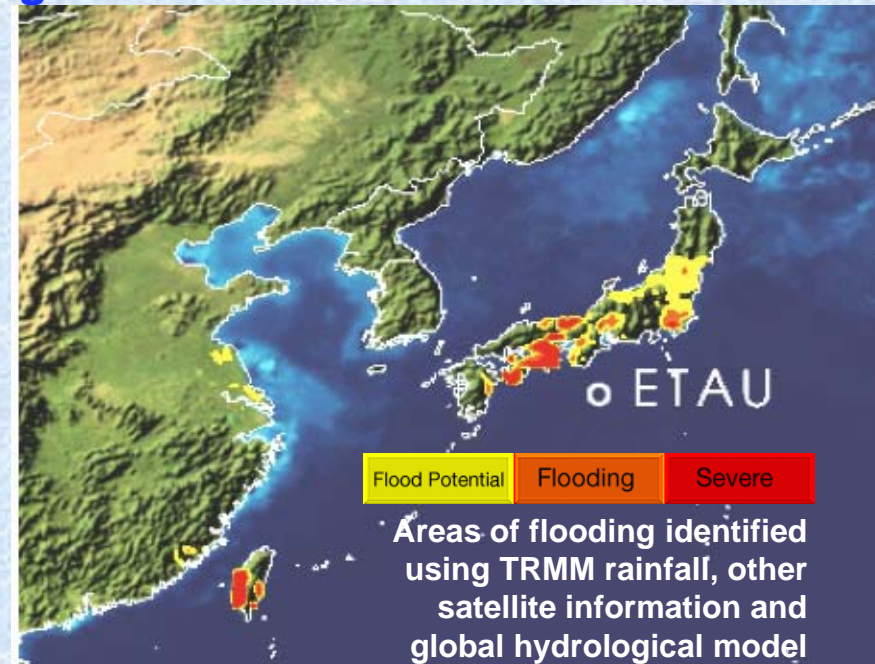 ETAU
Flood Potential Flooding Severe
Areas of flooding identified
using TRMM rainfall, other
satellite information and
global hydrological model